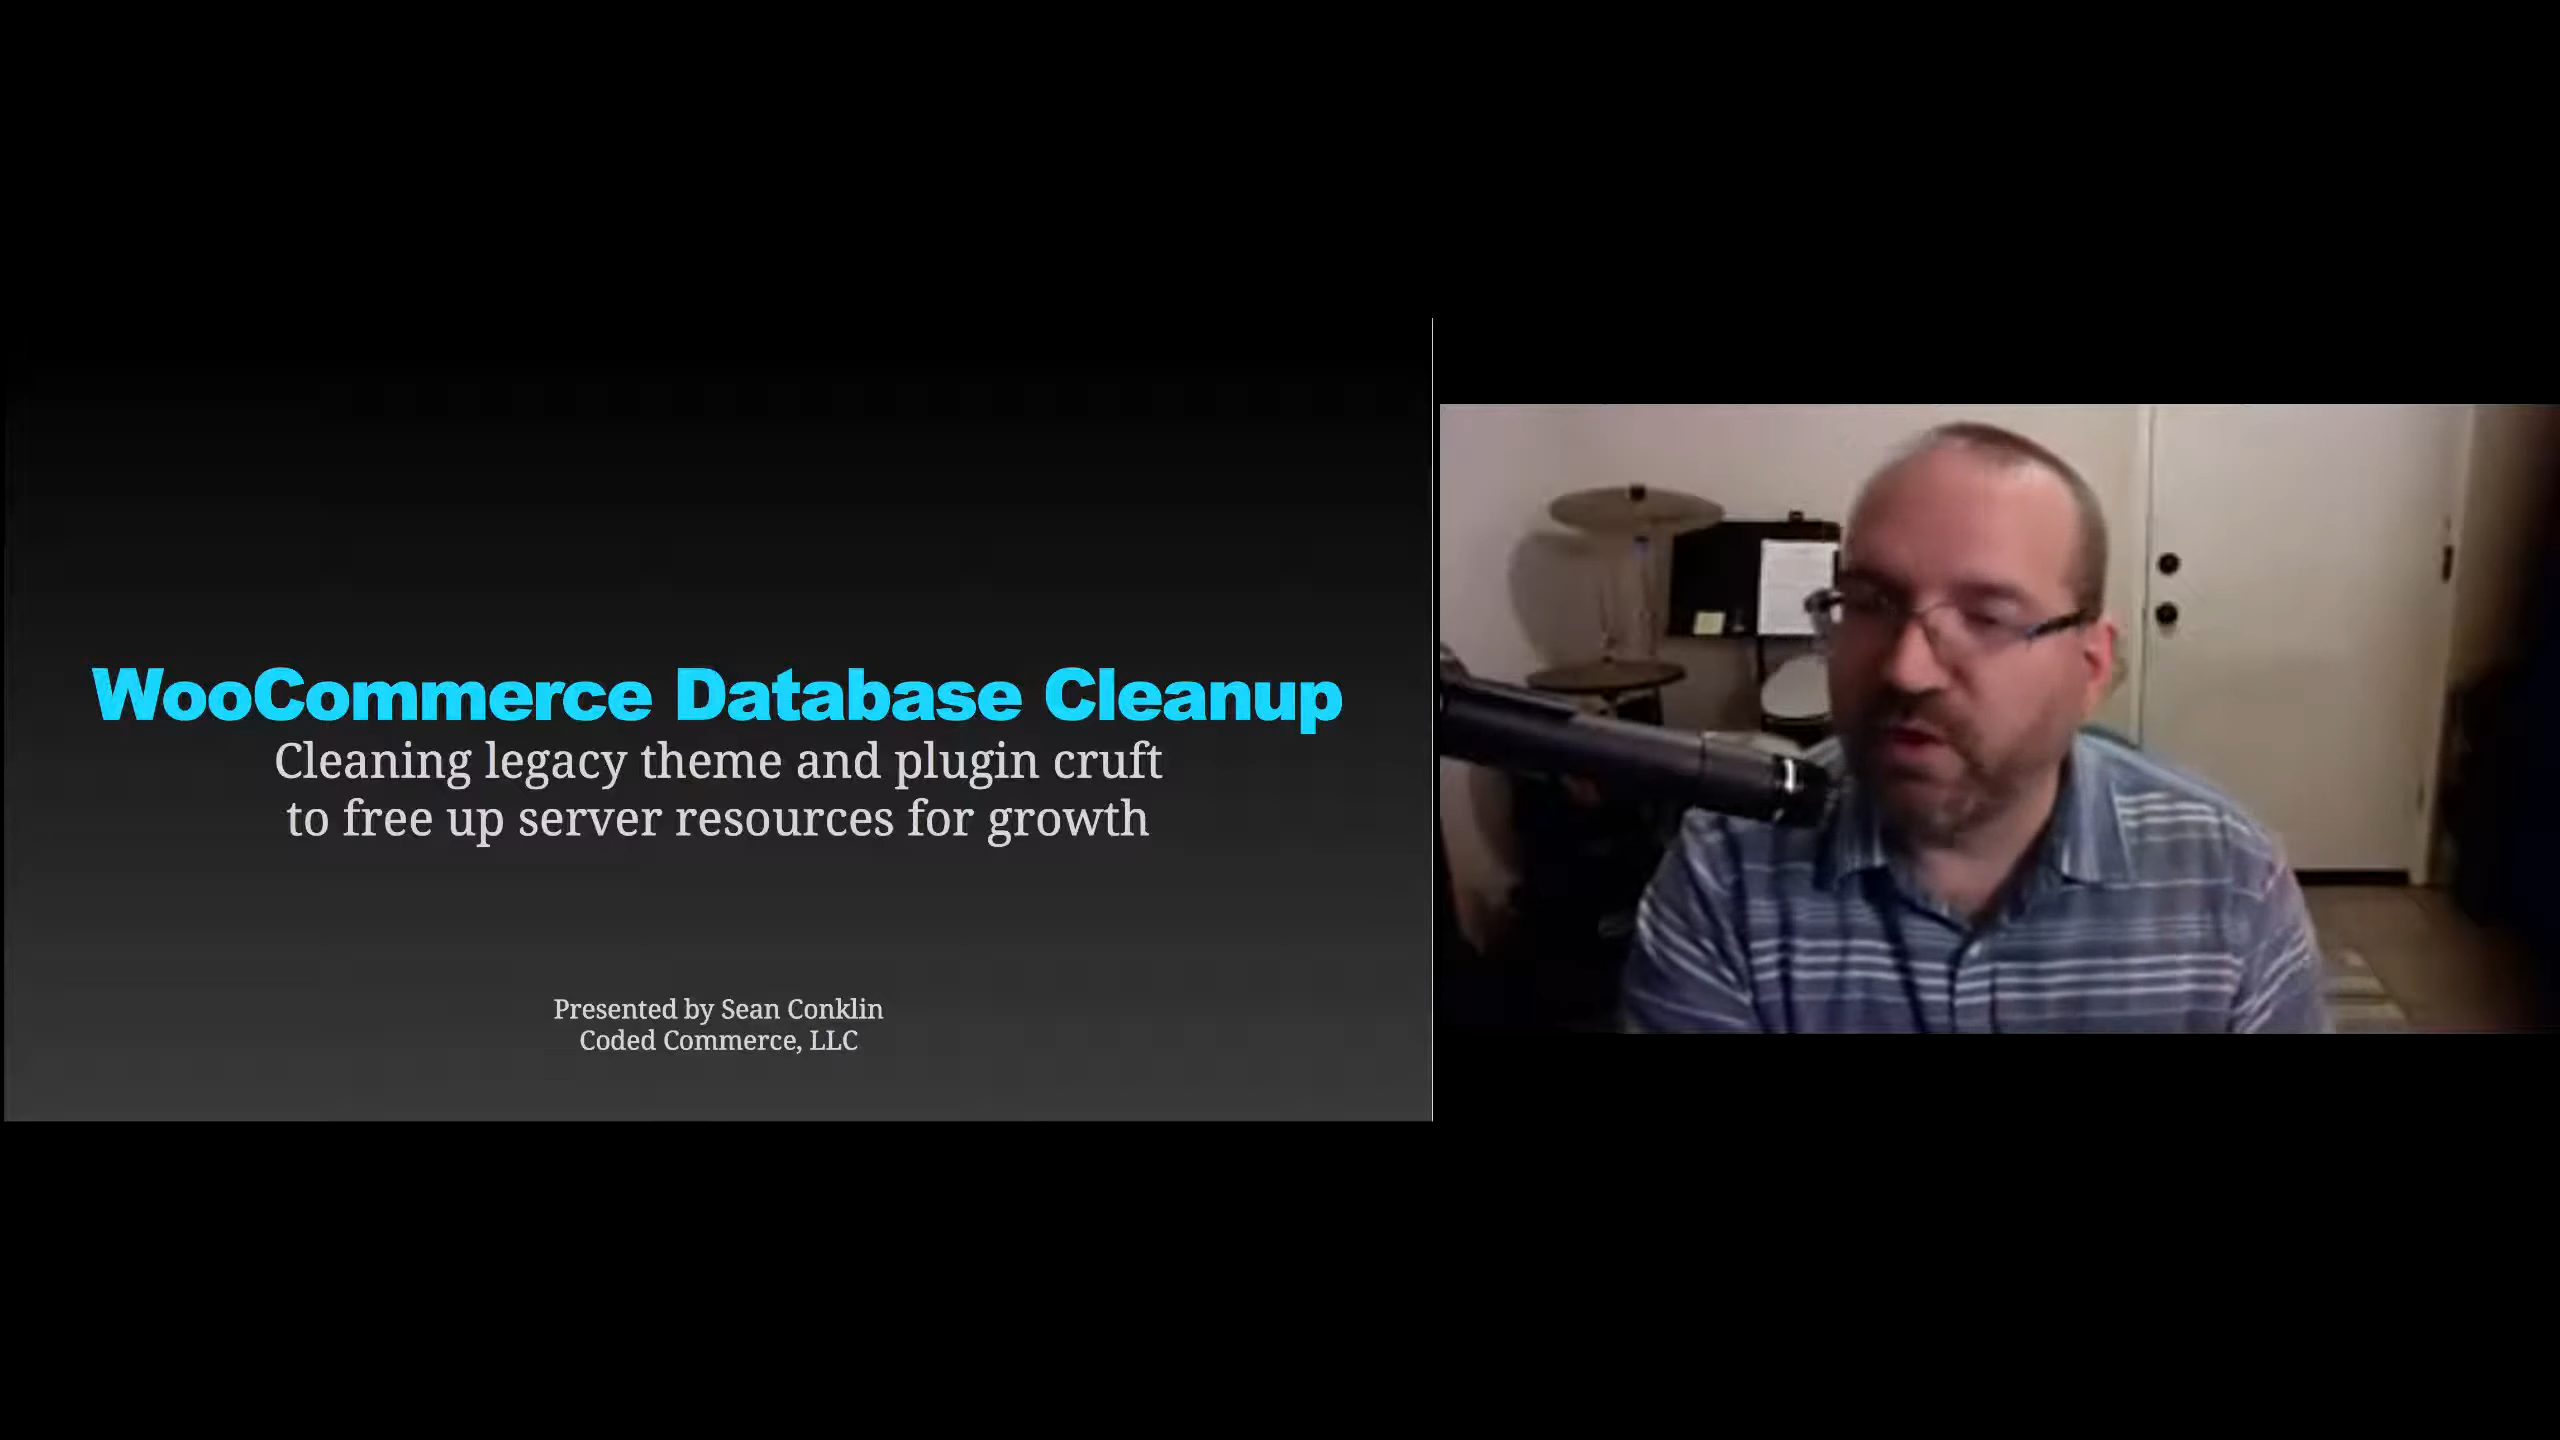 WooCommerce Database Cleanup
Cleaning legacy theme and plugin cruft
to free up server resources for growth
Presented by Sean Conklin
Coded Commerce, LLC